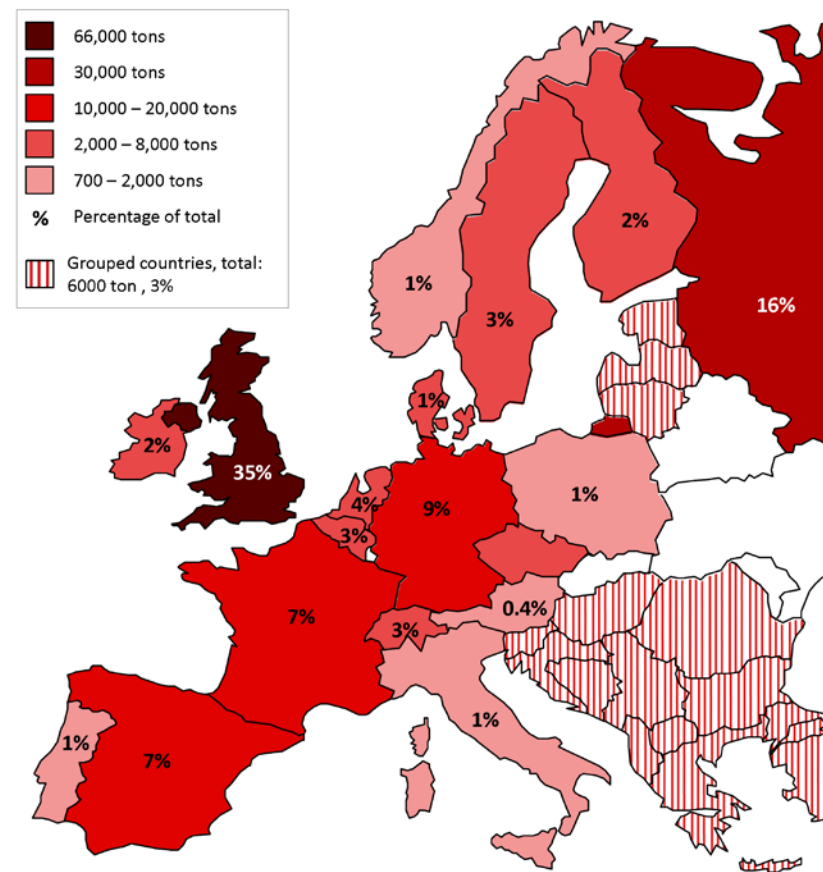 66,000 tons
30,000 tons
10,000 – 20,000 tons
2,000 – 8,000 tons
700 – 2,000 tons
% Percentage of total
Grouped countries, total:
6000 ton , 3%
2%
1%
16%
3%
1%
2%
35%
4%
9%
1%
3%
0.4%
7%
3%
1%
1%
7%